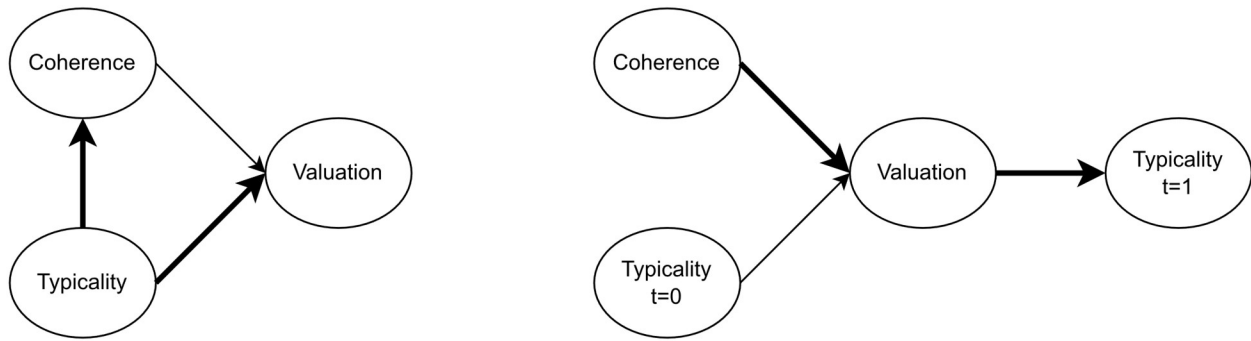 Coherence
Valuation
Typicality
Coherence
Valuation
Typicality
t=1
Typicality
t=0